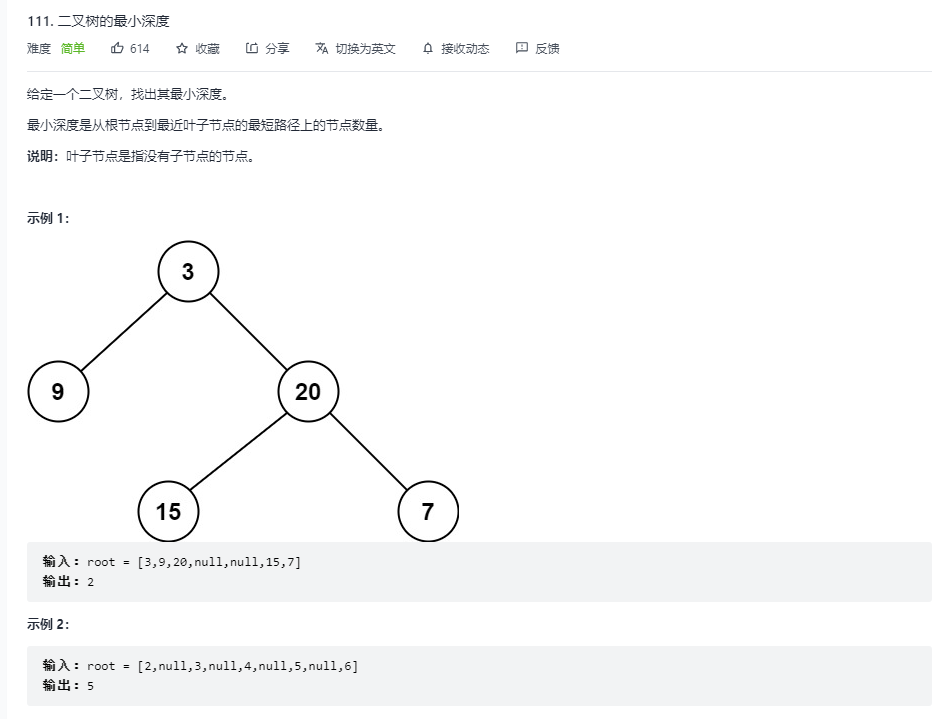 111. 二叉树的最小深度
难度 简单 614 收藏 分享 切换为英文 接收动态 反馈
给定一个二叉树，找出其最小深度。
最小深度是从根节点到最近叶子节点的最短路径上的节点数量。
说明：叶子节点是指没有子节点的节点。
示例 1：
3
9 20
15 7
输入：root = [3,9,20,null,null,15,7]
输出：2
示例 2：
输入：root = [2,null,3,null,4,null,5,null,6]
输出：5